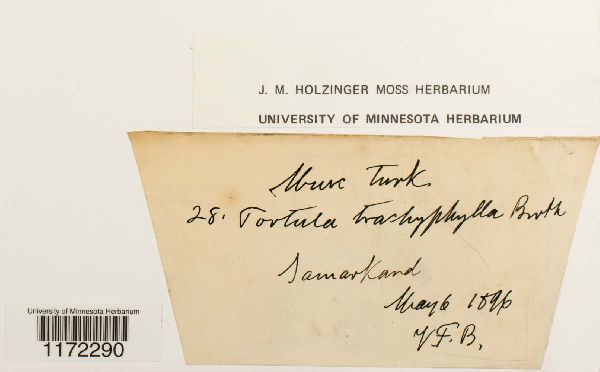 J. M. HOLZINGER MOSS HERBARIUM
UNIVERSITY OF MINNESOTA HERBARIUM
Musc Turk.
28. Tortula trachyphylla Broth
Samarkand
May 6 1896
V. F. B.
University of Minnesota Herbarium
1172290